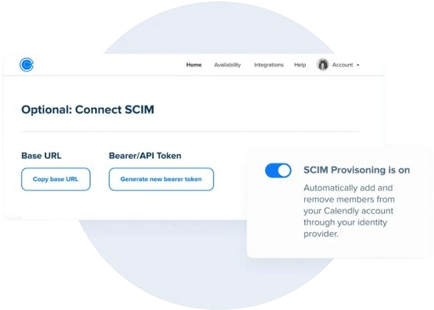 Home Availability Integrations Help Account
Optional: Connect SCIM
Base URL Bearer/API Token
Copy base URL Generate new bearer token
SCIM Provisoning is on
Automatically add and
remove members from
your Calendly account
through your identity
provider.